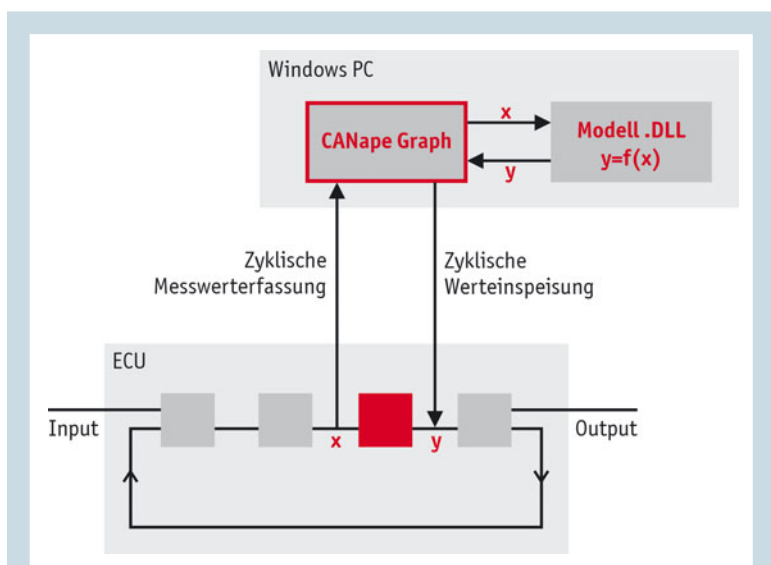 Windows PC
CANape Graph
x
y
Modell .DLL
y=f(x)
Zyklische
Messwerterfassung
Zyklische
Werteinspeisung
ECU
Input
x
y
Output